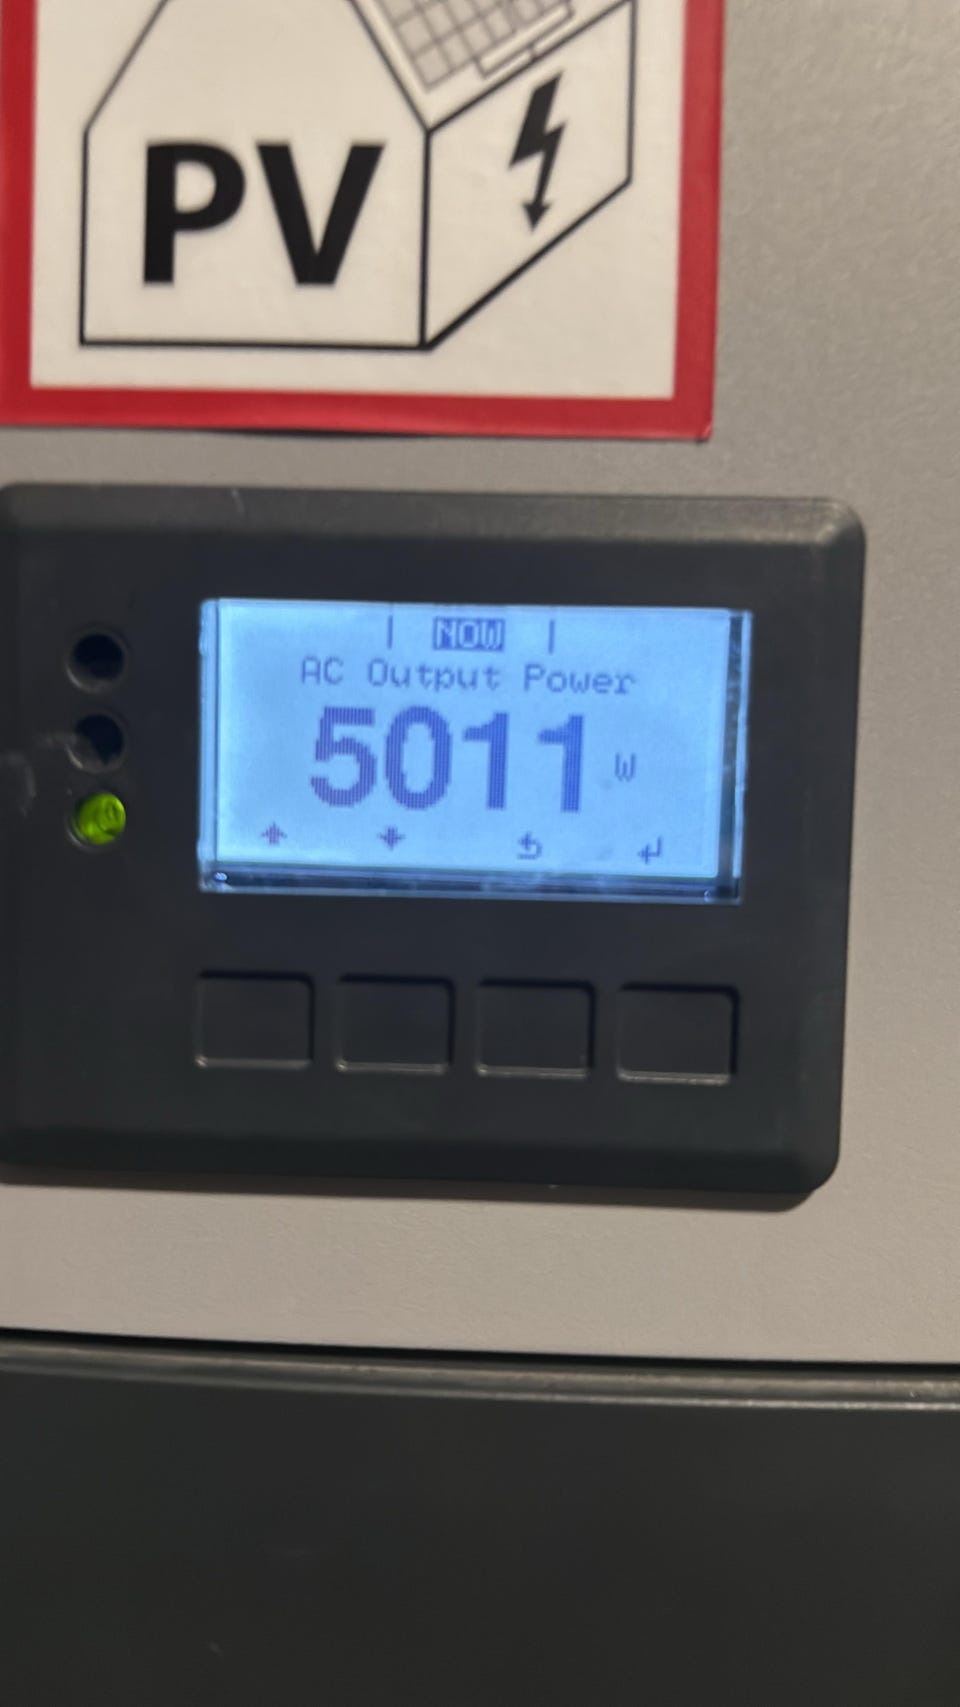 PV
NOW
AC Output Power
5011 W